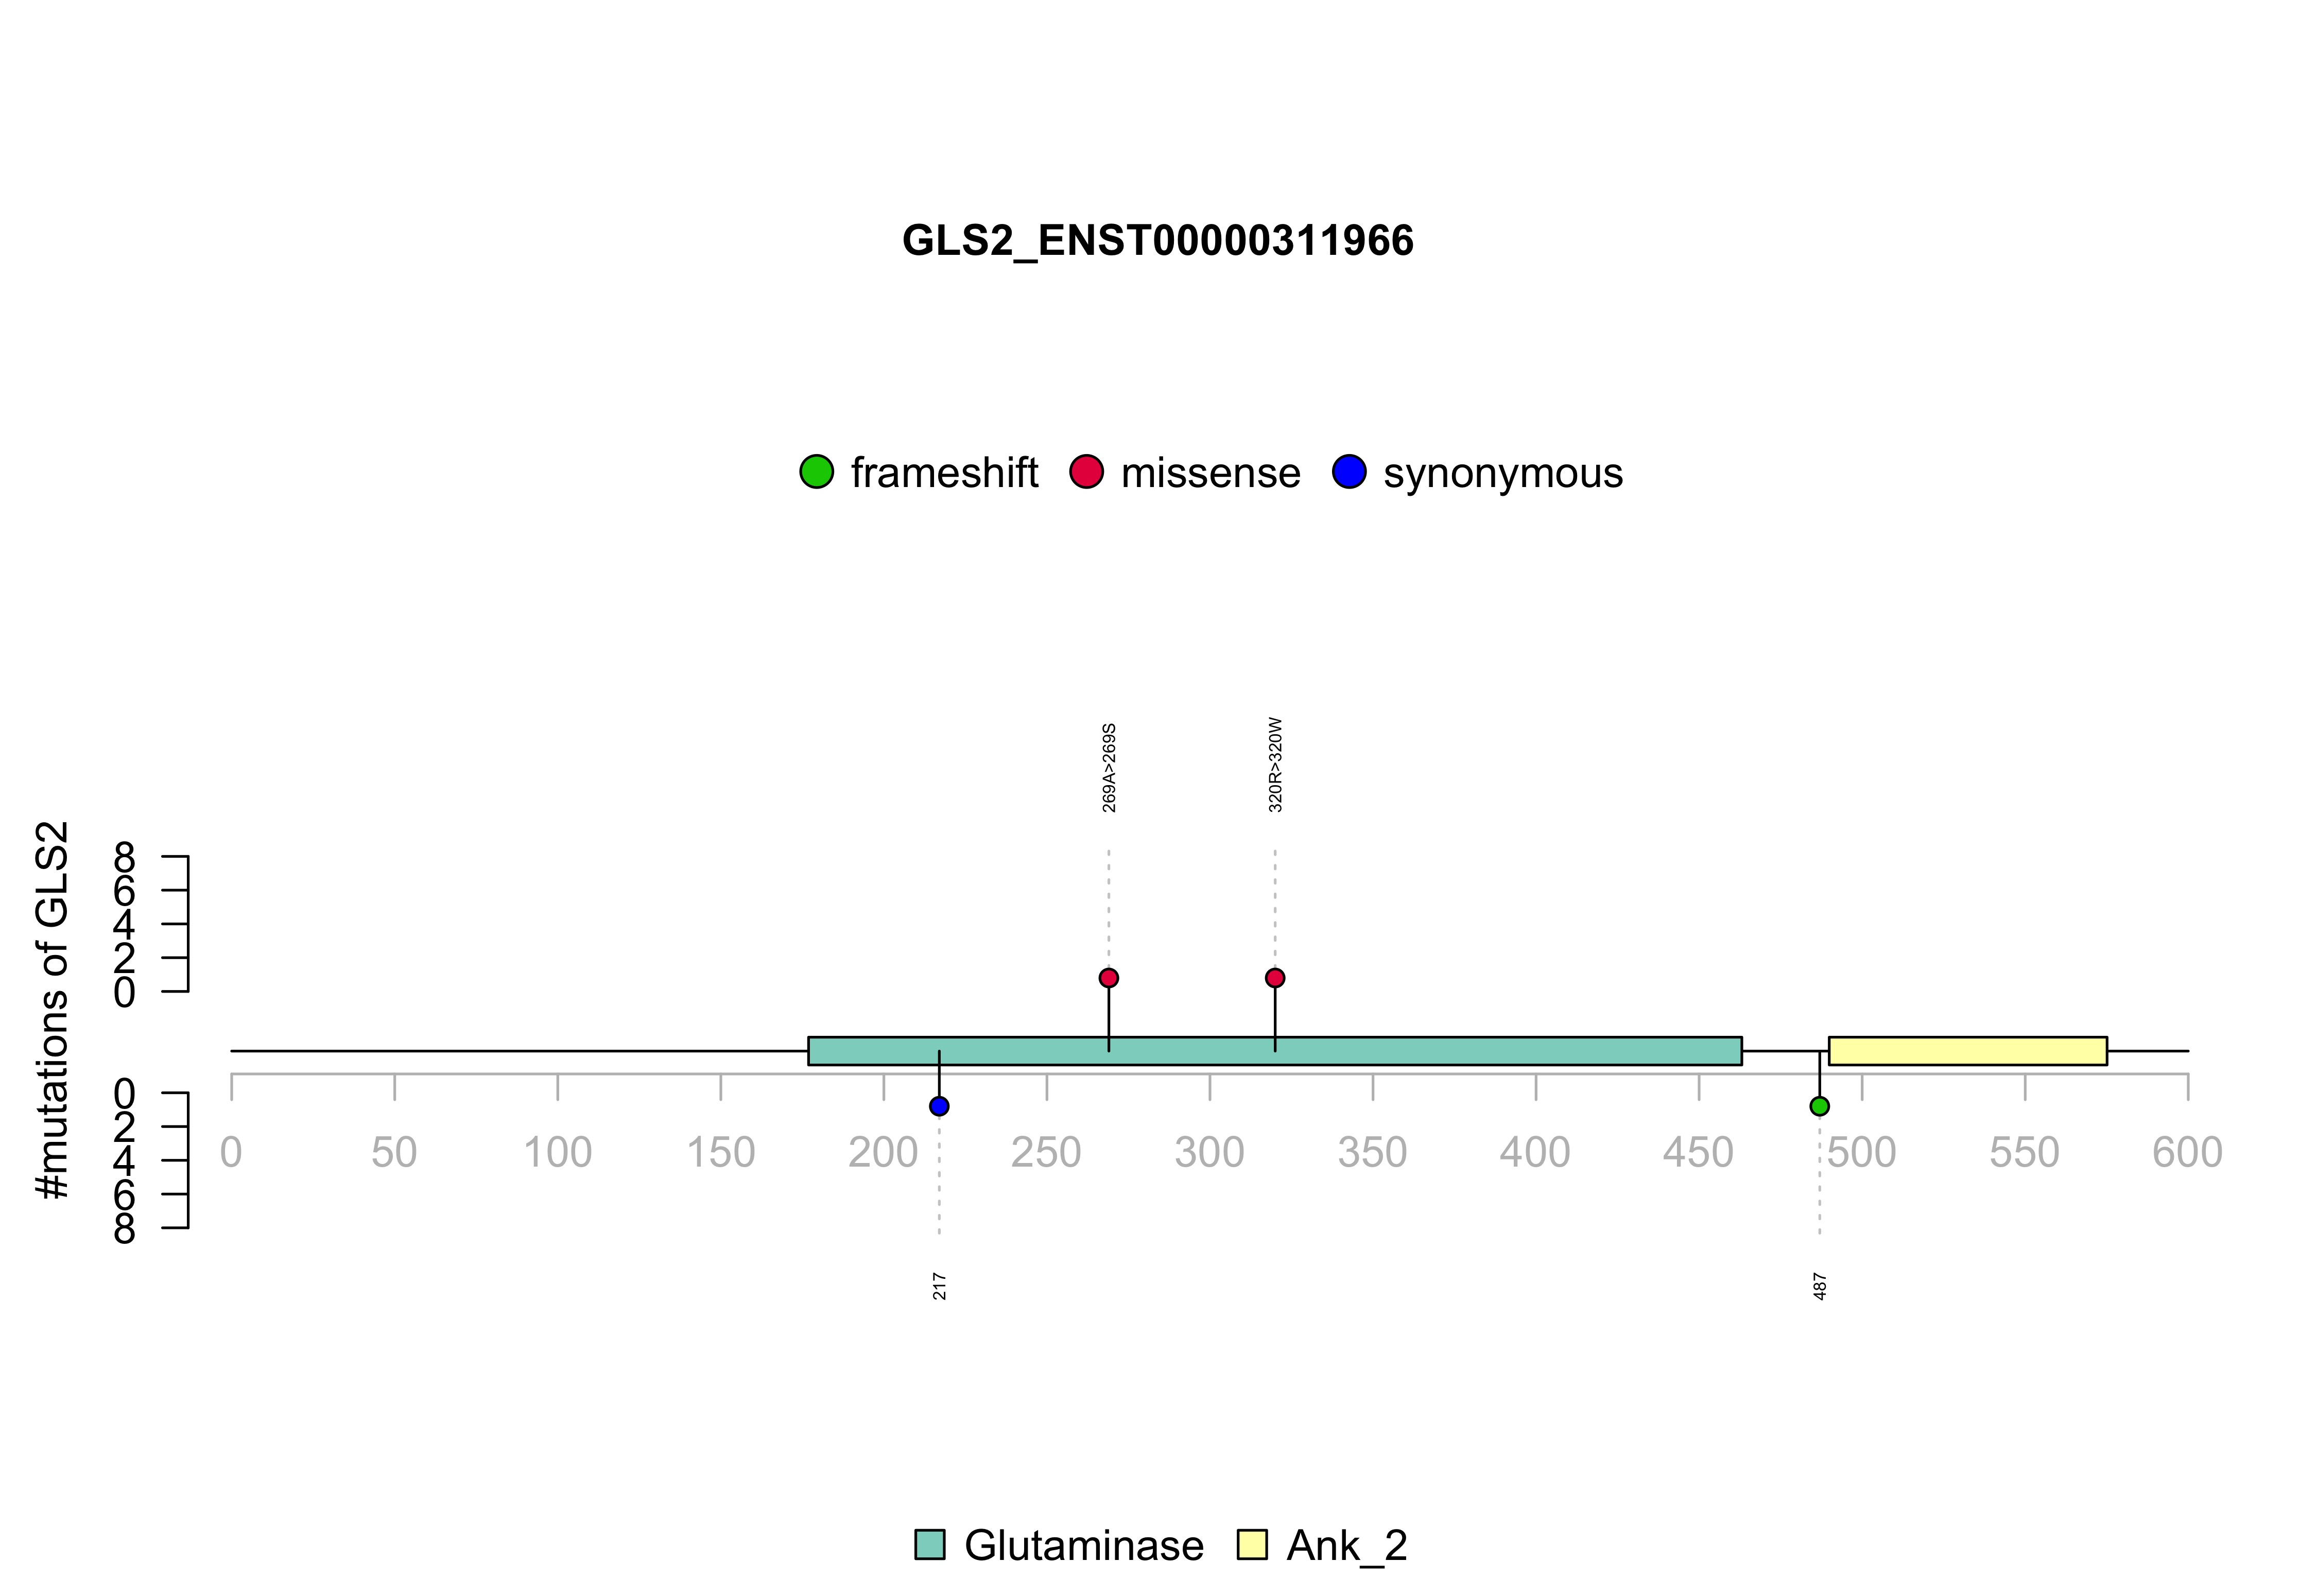 GLS2_ENST00000311966
frameshift missense synonymous
269A>269S 320R>320W
#mutations of GLS2
8
6
4
2
0
0
2
4
6
8
0 50 100 150 200 250 300 350 400 450 500 550 600
217 487
Glutaminase Ank_2